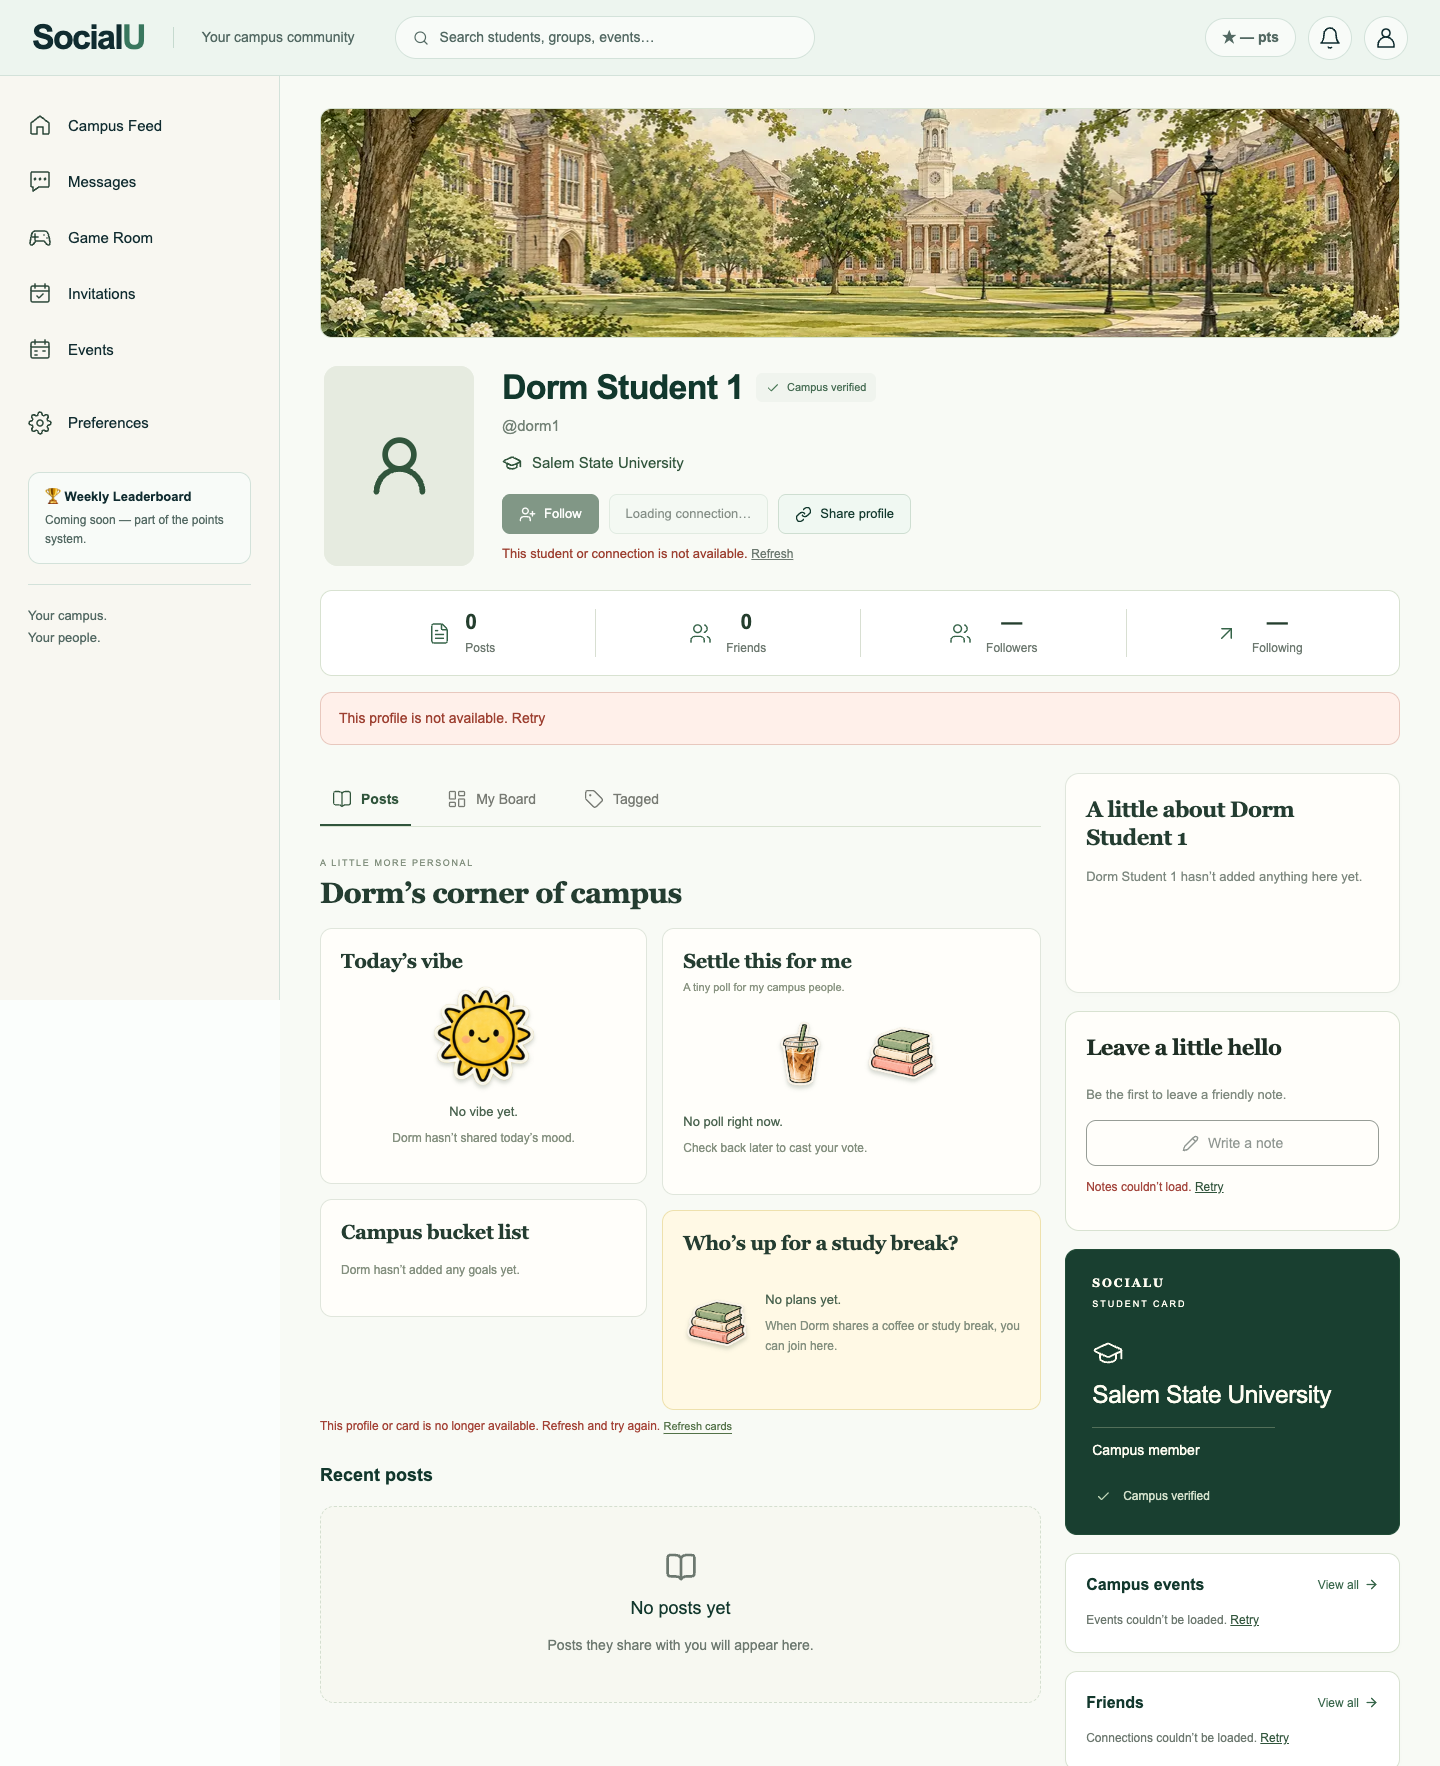 SocialU
Your campus community
Search students, groups, events...
★ — pts
Campus Feed
Messages
Game Room
Invitations
Events
Preferences
🏆 Weekly Leaderboard
Coming soon — part of the points
system.
Your campus.
Your people.
Dorm Student 1
Campus verified
@dorm1
Salem State University
Follow
Loading connection...
Share profile
This student or connection is not available. Refresh
0
Posts
0
Friends
—
Followers
—
Following
This profile is not available. Retry
Posts
My Board
Tagged
A LITTLE MORE PERSONAL
Dorm’s corner of campus
Today’s vibe
No vibe yet.
Dorm hasn’t shared today’s mood.
Settle this for me
A tiny poll for my campus people.
No poll right now.
Check back later to cast your vote.
Campus bucket list
Dorm hasn’t added any goals yet.
Who’s up for a study break?
No plans yet.
When Dorm shares a coffee or study break, you
can join here.
This profile or card is no longer available. Refresh and try again. Refresh cards
Recent posts
No posts yet
Posts they share with you will appear here.
A little about Dorm
Student 1
Dorm Student 1 hasn’t added anything here yet.
Leave a little hello
Be the first to leave a friendly note.
Write a note
Notes couldn’t load. Retry
SOCIALU
STUDENT CARD
Salem State University
Campus member
Campus verified
Campus events
View all
Events couldn’t be loaded. Retry
Friends
View all
Connections couldn’t be loaded. Retry